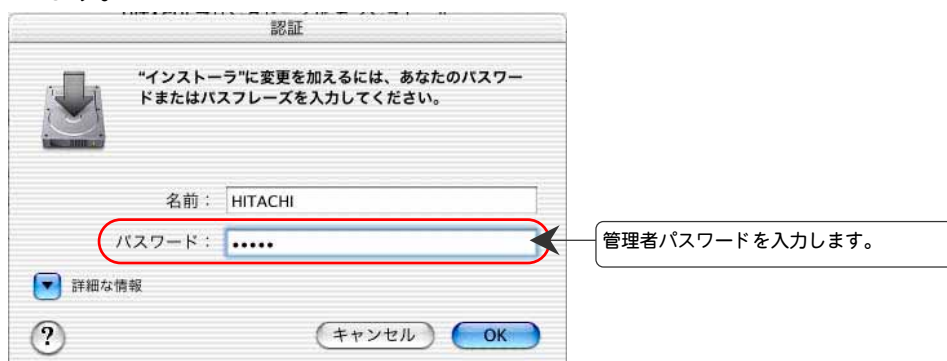 認証
“インストーラ”に変更を加えるには、あなたのパスワー
ドまたはパスフレーズを入力してください。
名前： HITACHI
パスワード： •••••
管理者パスワードを入力します。
詳細な情報
?
キャンセル OK